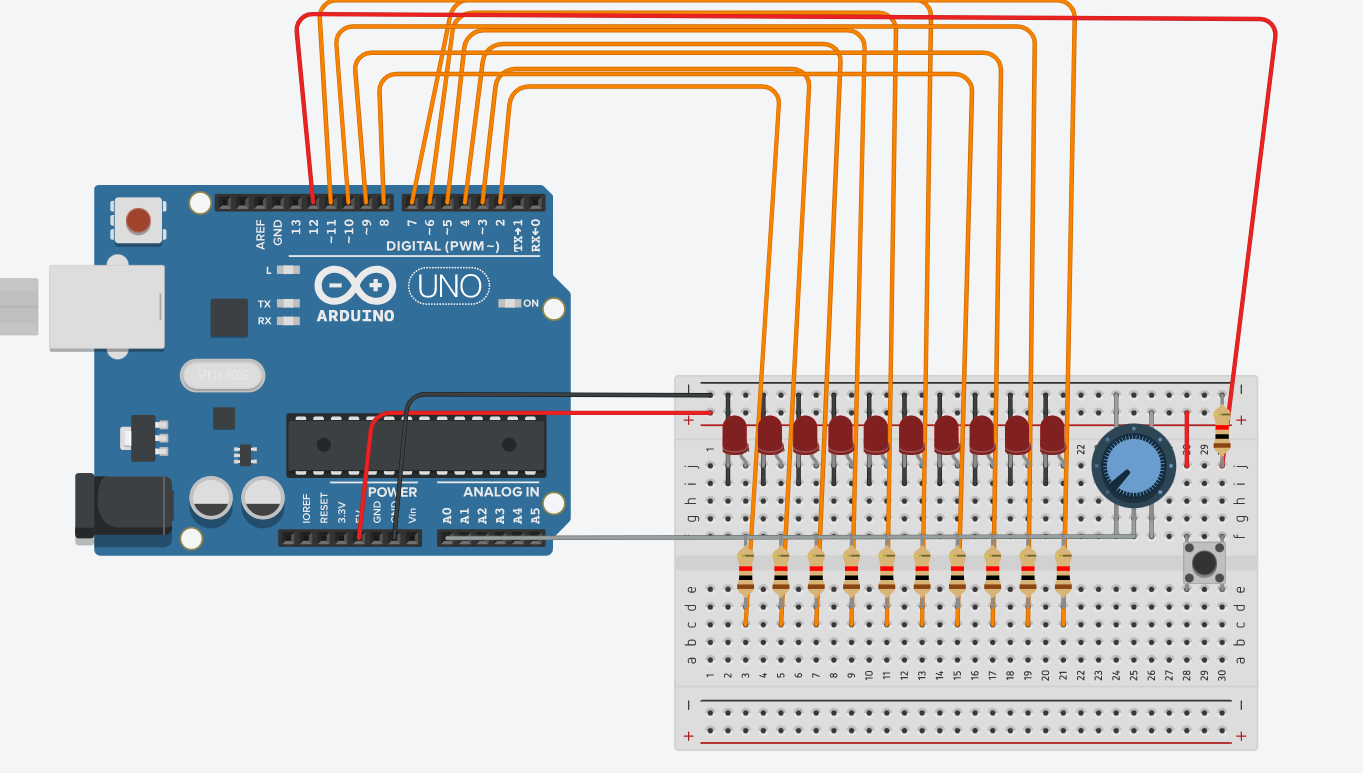 AREF
GND
13
12
~11
~10
~9
8
7
~6
~5
4
~3
2
TX→1
RX←0
DIGITAL (PWM~)
L
TX
RX
ARDUINO
UNO
ON
IOREF
RESET
3.3V
5V
GND
GND
Vin
POWER
ANALOG IN
A0
A1
A2
A3
A4
A5
− −
+ +
1 22 29
j j
i i
h h
g g
f f
e e
d d
c c
b b
a a
1 2 3 4 5 6 7 8 9 10 11 12 13 14 15 16 17 18 19 20 21 22 23 24 25 26 27 28 29 30
− −
+ +